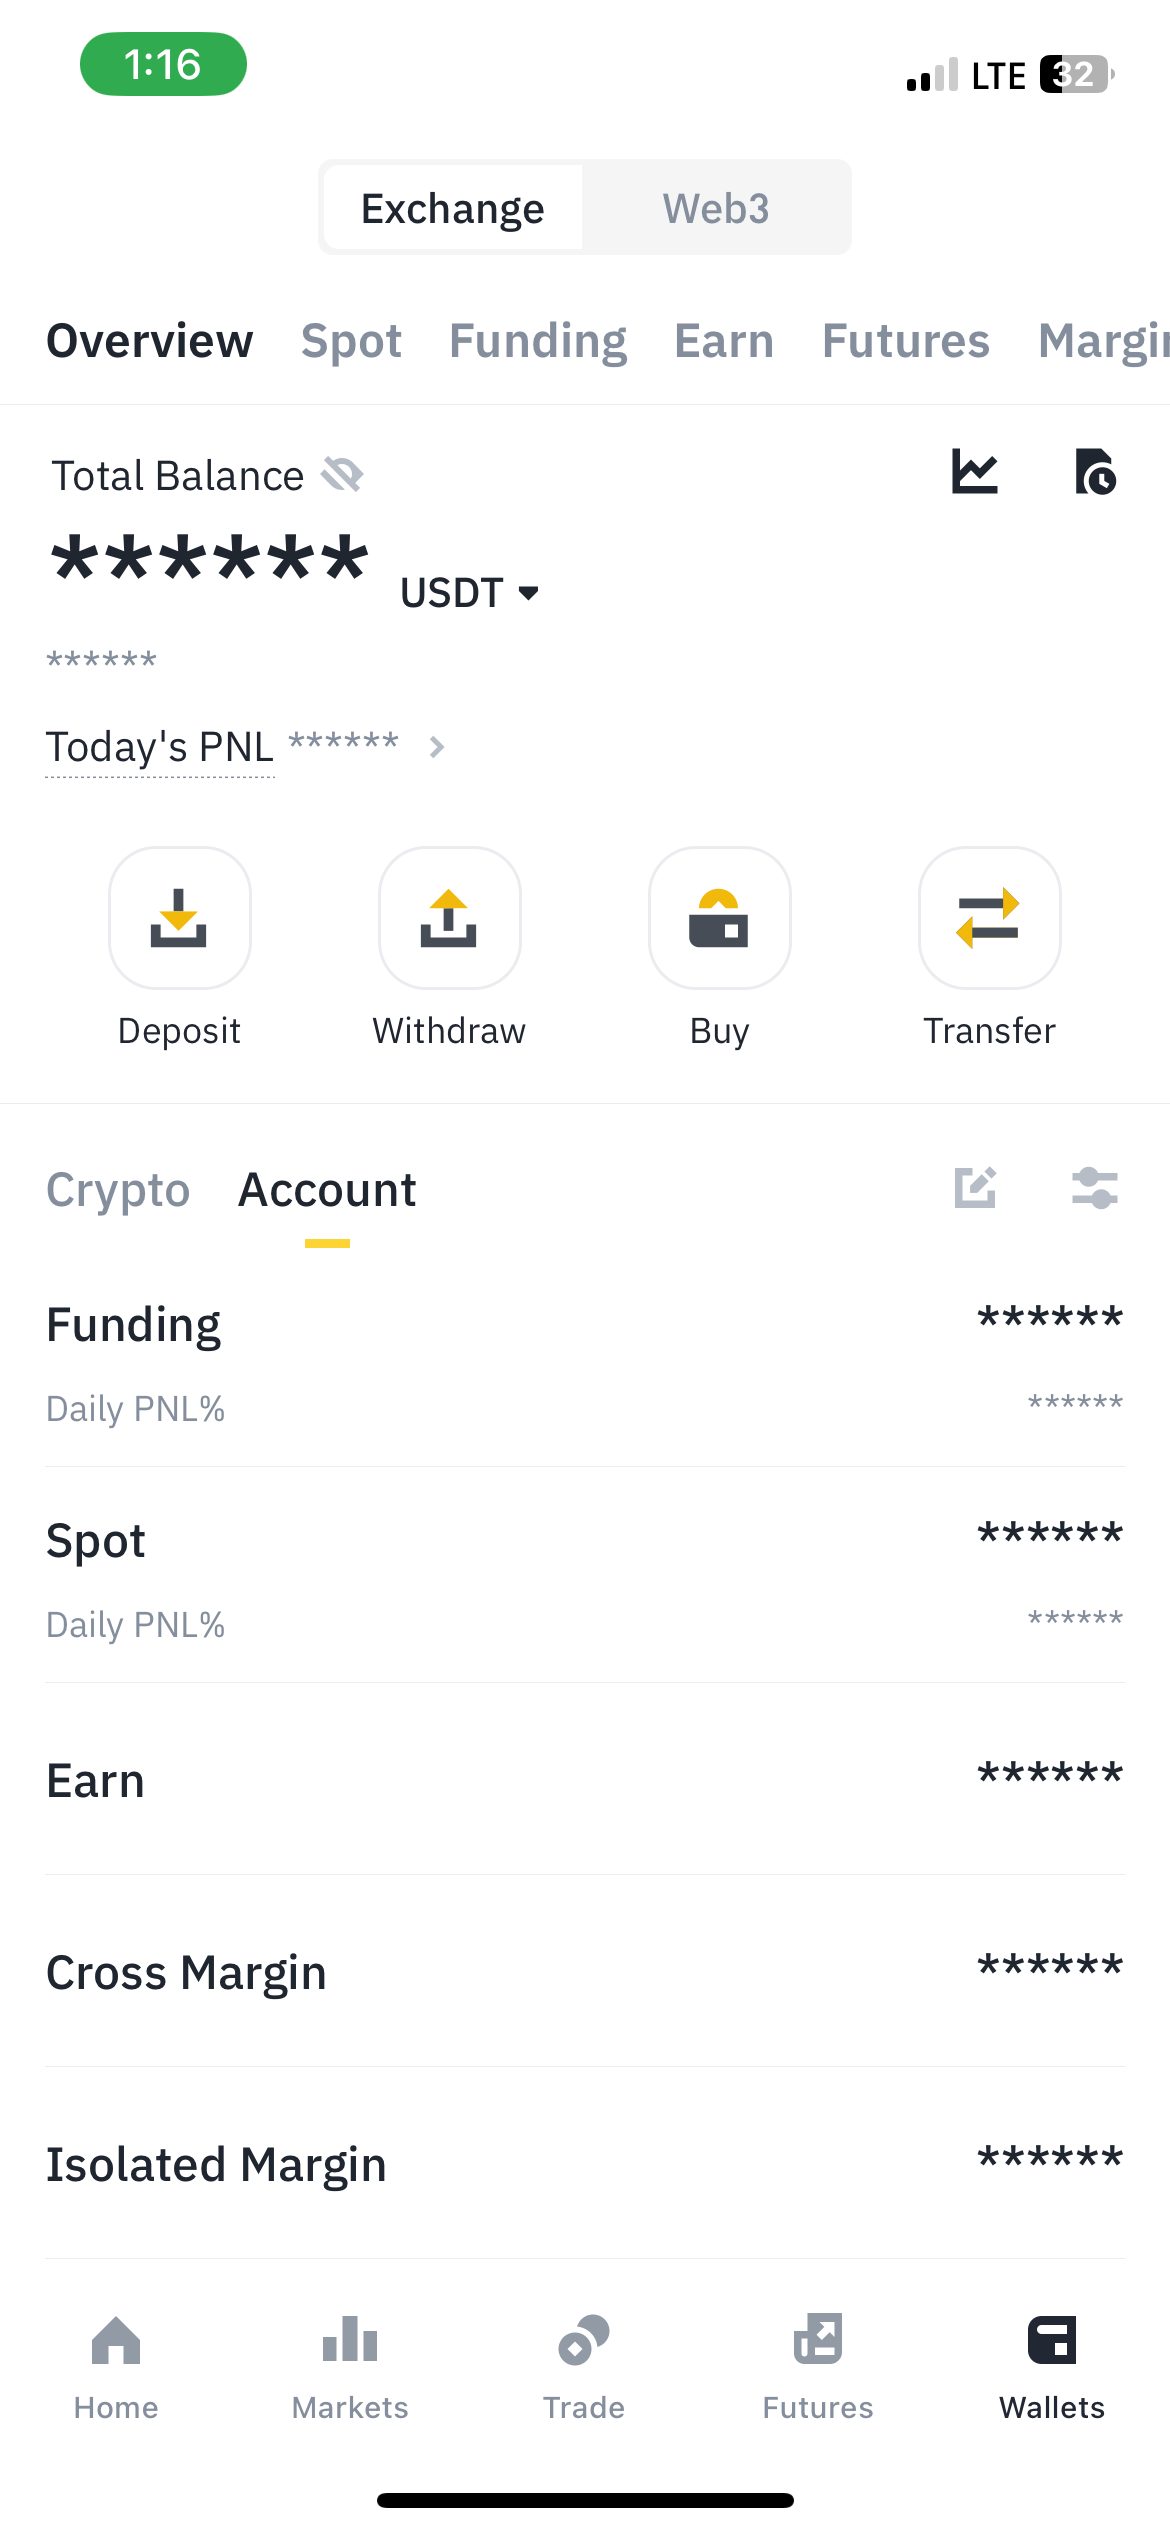 1:16
LTE 32
Exchange Web3
Overview Spot Funding Earn Futures Margin
Total Balance
****** USDT
******
Today's PNL ******
Deposit Withdraw Buy Transfer
Crypto Account
Funding ******
Daily PNL% ******
Spot ******
Daily PNL% ******
Earn ******
Cross Margin ******
Isolated Margin ******
Home Markets Trade Futures Wallets